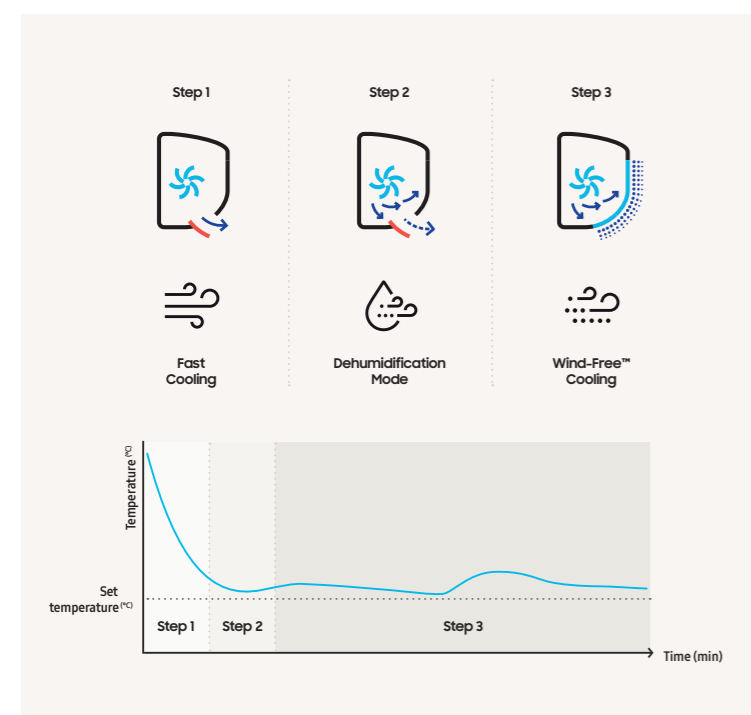 Step 1
Step 2
Step 3
Fast
Cooling
Dehumidification
Mode
Wind-Free™
Cooling
Temperature (°C)
Set
temperature (°C)
Step 1
Step 2
Step 3
Time (min)